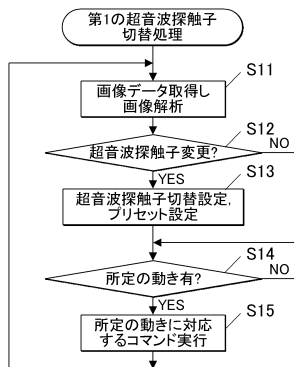 第1の超音波探触子
切替処理
S11
画像データ取得し
画像解析
S12
超音波探触子変更?
NO
YES
S13
超音波探触子切替設定,
プリセット設定
S14
所定の動き有?
NO
YES
S15
所定の動きに対応
するコマンド実行